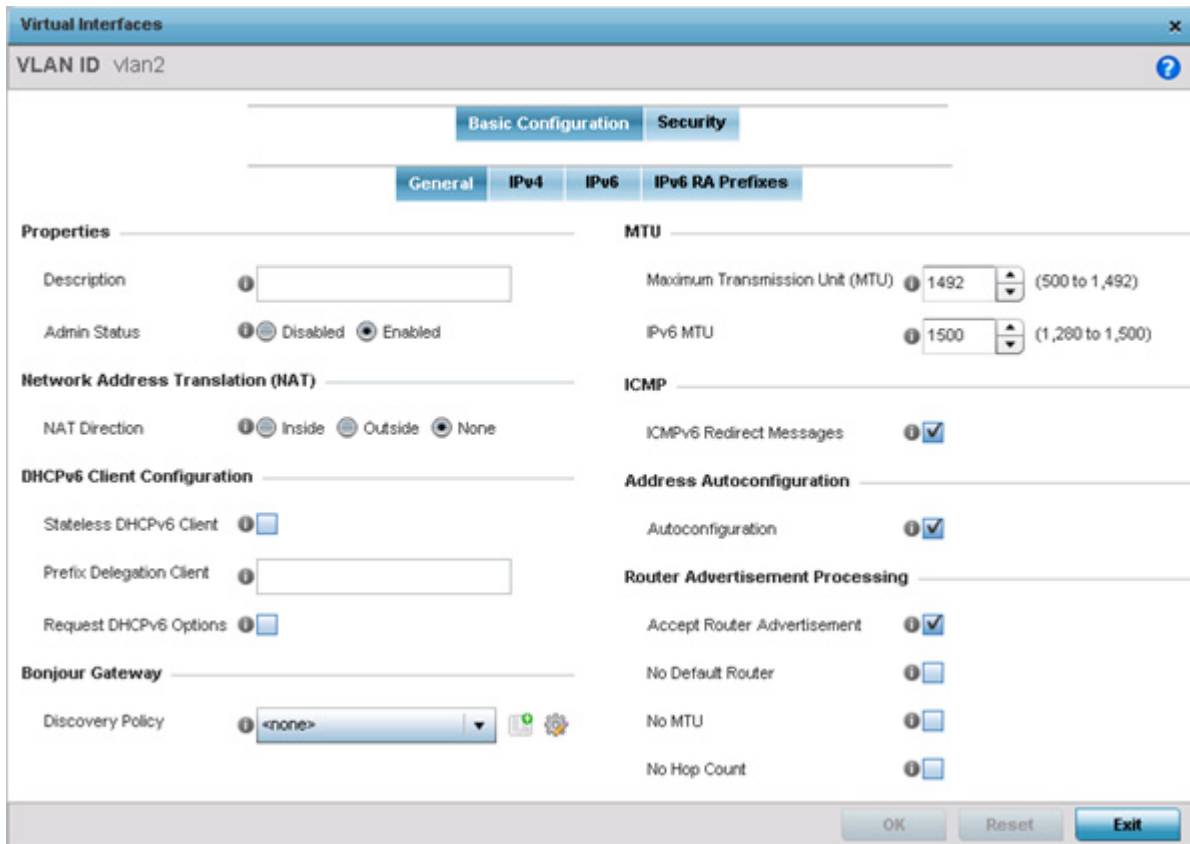 Virtual Interfaces
VLAN ID vlan2
Basic Configuration Security
General IPv4 IPv6 IPv6 RA Prefixes
Properties
Description
Admin Status Disabled Enabled
Network Address Translation (NAT)
NAT Direction Inside Outside None
DHCPv6 Client Configuration
Stateless DHCPv6 Client
Prefix Delegation Client
Request DHCPv6 Options
Bonjour Gateway
Discovery Policy <none>
MTU
Maximum Transmission Unit (MTU) 1492 (500 to 1,492)
IPv6 MTU 1500 (1,280 to 1,500)
ICMP
ICMPv6 Redirect Messages
Address Autoconfiguration
Autoconfiguration
Router Advertisement Processing
Accept Router Advertisement
No Default Router
No MTU
No Hop Count
OK Reset Exit